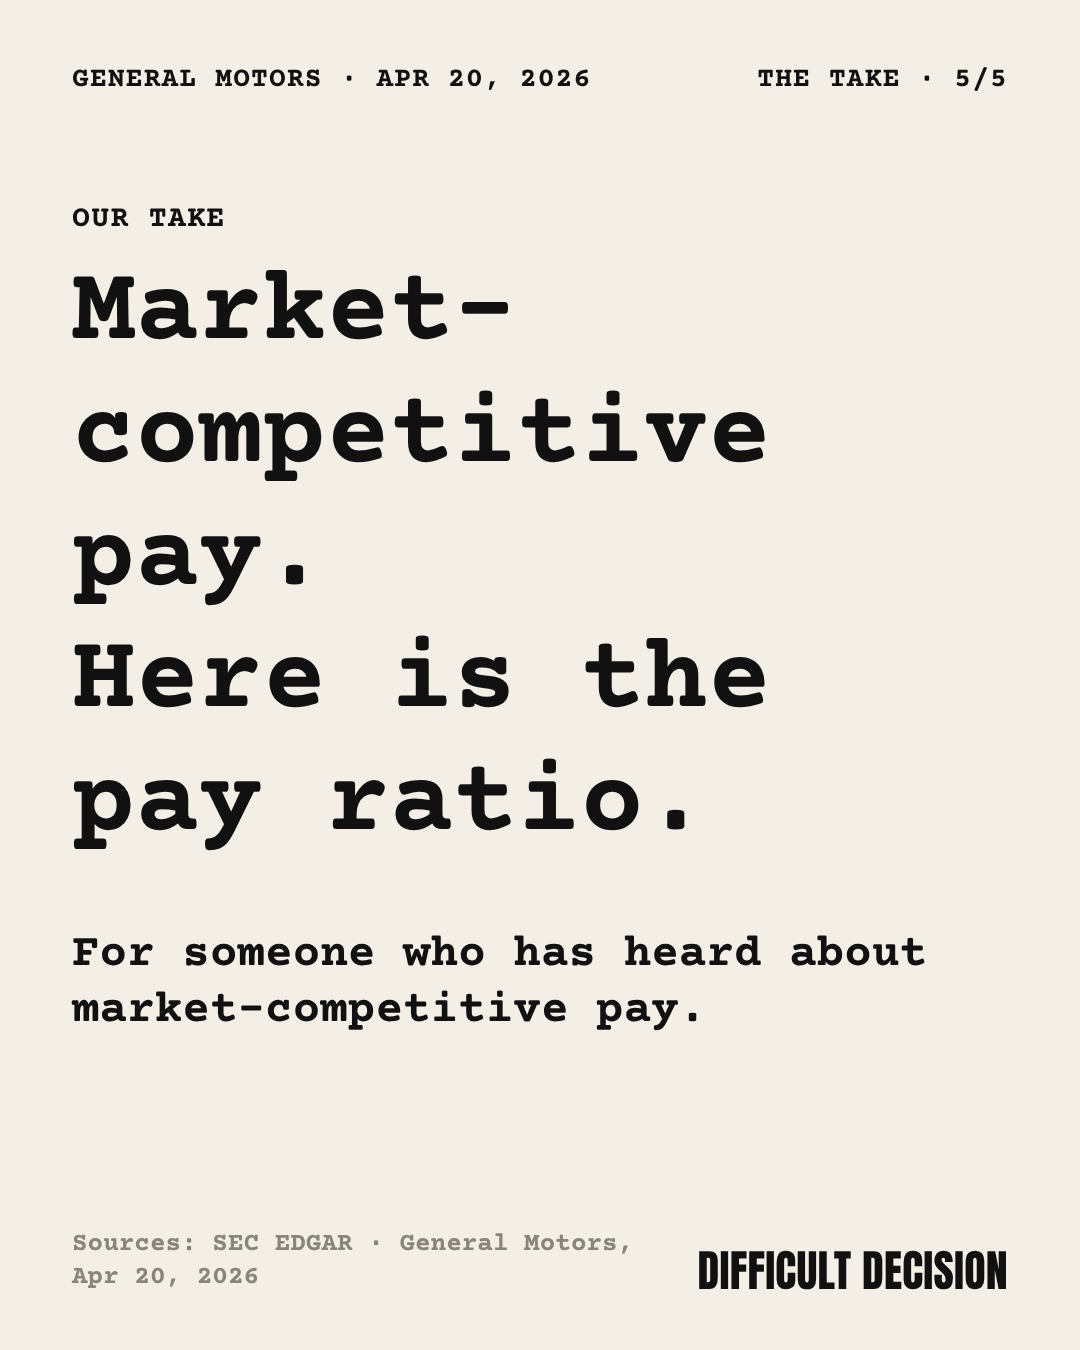 GENERAL MOTORS · APR 20, 2026
THE TAKE · 5/5
OUR TAKE
Market-
competitive
pay.
Here is the
pay ratio.
For someone who has heard about
market-competitive pay.
Sources: SEC EDGAR · General Motors,
Apr 20, 2026
DIFFICULT DECISION